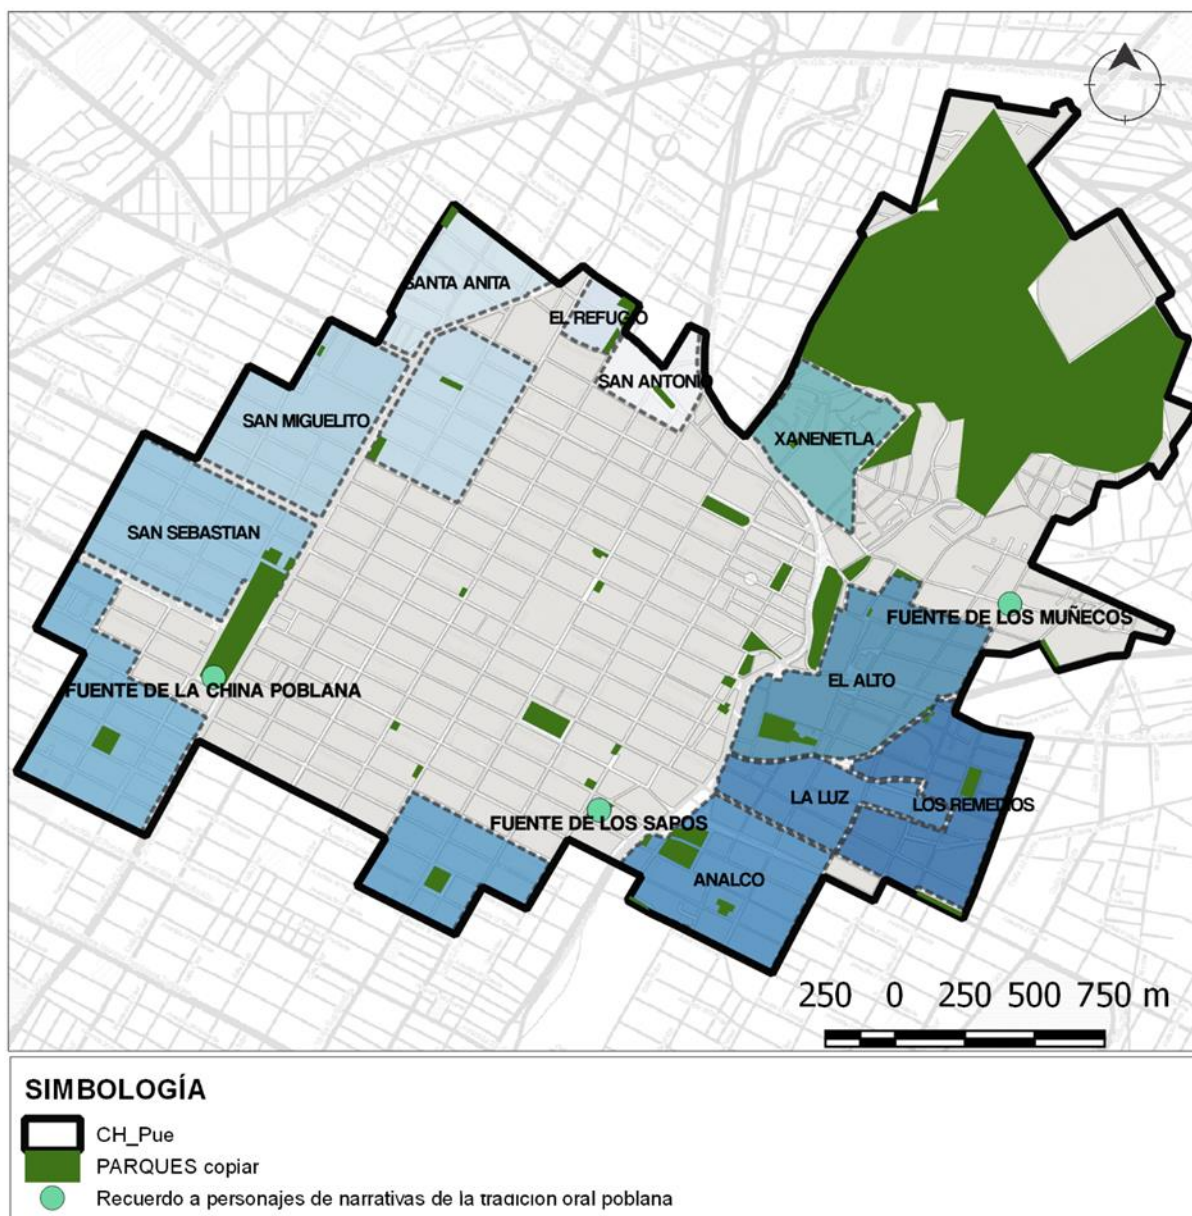 SANTA ANITA
EL REFUGIO
SAN ANTONIO
SAN MIGUELITO
XANENETLA
SAN SEBASTIAN
FUENTE DE LOS MUÑECOS
EL ALTO
FUENTE DE LA CHINA POBLANA
LA LUZ
LOS REMEDIOS
FUENTE DE LOS SAPOS
ANALCO
250 0 250 500 750 m
SIMBOLOGÍA
CH_Pue
PARQUES copiar
Recuerdo a personajes de narrativas de la tradicion oral poblana